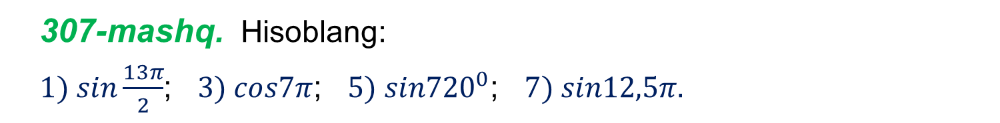 307-mashq. Hisoblang:
1) sin 13π/2; 3) cos7π; 5) sin720⁰; 7) sin12,5π.